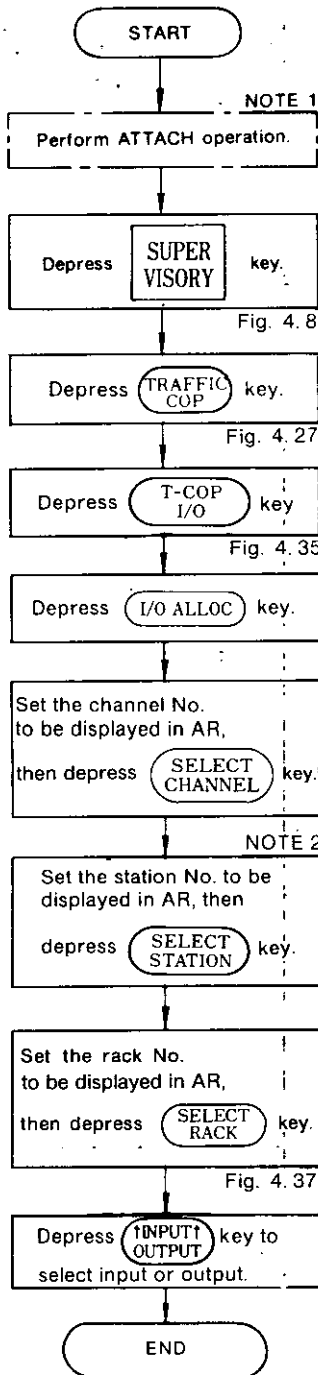 START
NOTE 1
Perform ATTACH operation.
Depress SUPER VISORY key.
Fig. 4.8
Depress TRAFFIC COP key.
Fig. 4.27
Depress T-COP I/O key
Fig. 4.35
Depress I/O ALLOC key.
Set the channel No.
to be displayed in AR,
then depress SELECT CHANNEL key.
NOTE 2
Set the station No. to be
displayed in AR, then
depress SELECT STATION key.
Set the rack No.
to be displayed in AR,
then depress SELECT RACK key.
Fig. 4.37
Depress ↑INPUT↑ OUTPUT key to
select input or output.
END